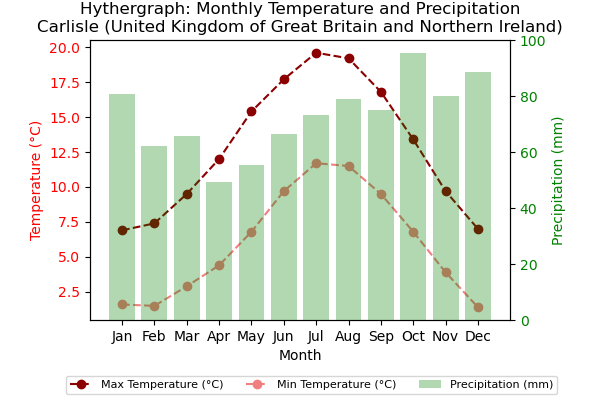 Hythergraph: Monthly Temperature and Precipitation
Carlisle (United Kingdom of Great Britain and Northern Ireland)
20.0
17.5
15.0
12.5
10.0
7.5
5.0
2.5
Temperature (°C)
100
80
60
40
20
0
Precipitation (mm)
Jan Feb Mar Apr May Jun Jul Aug Sep Oct Nov Dec
Month
Max Temperature (°C) Min Temperature (°C) Precipitation (mm)